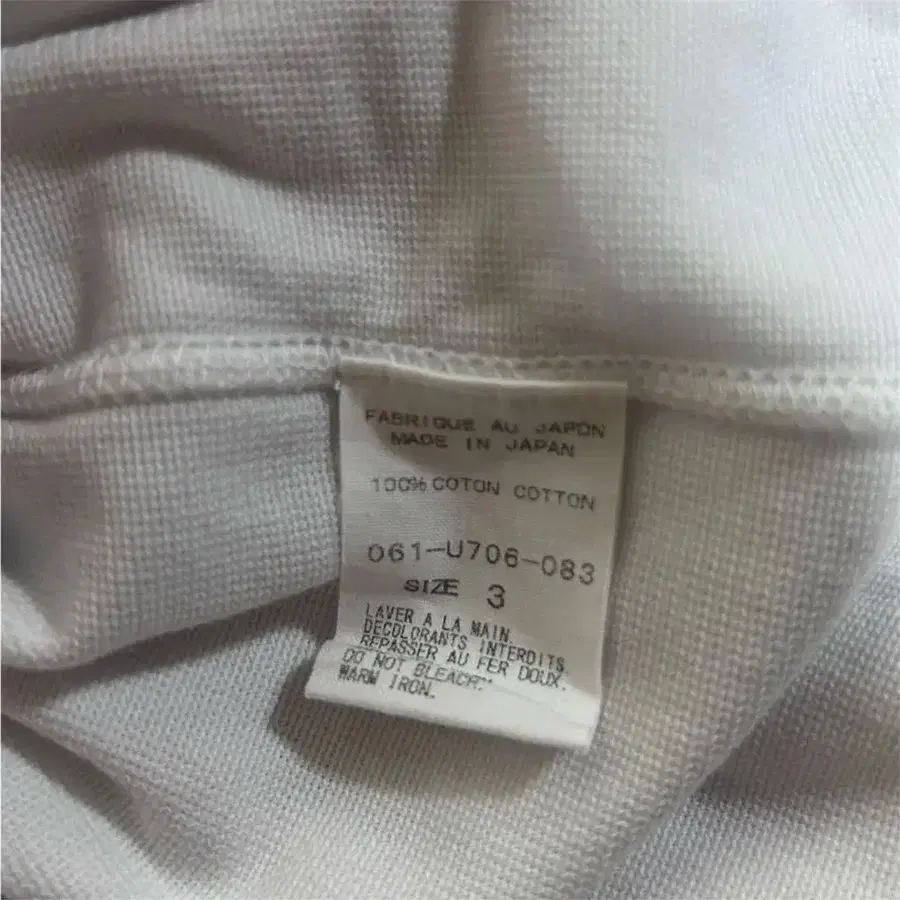 FABRIQUE AU JAPON
MADE IN JAPAN
100% COTON COTTON
061-U706-083
SIZE 3
LAVER A LA MAIN
DECOLORANTS INTERDITS
REPASSER AU FER DOUX.
DO NOT BLEACH.
WARM IRON.